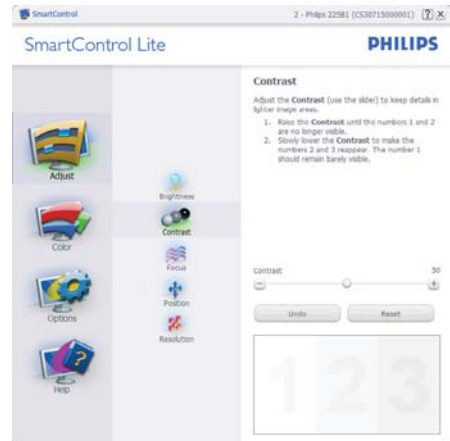 SmartControl
2 - Philips 225B1 (CS30715000001)
SmartControl Lite
PHILIPS
Adjust
Color
Options
Help
Brightness
Contrast
Focus
Position
Resolution
Contrast
Adjust the Contrast (use the slider) to keep details in
lighter image areas.
1. Raise the Contrast until the numbers 1 and 2
are no longer visible.
2. Slowly lower the Contrast to make the
numbers 2 and 3 reappear. The number 1
should remain barely visible.
Contrast 50
Undo Reset
1 2 3